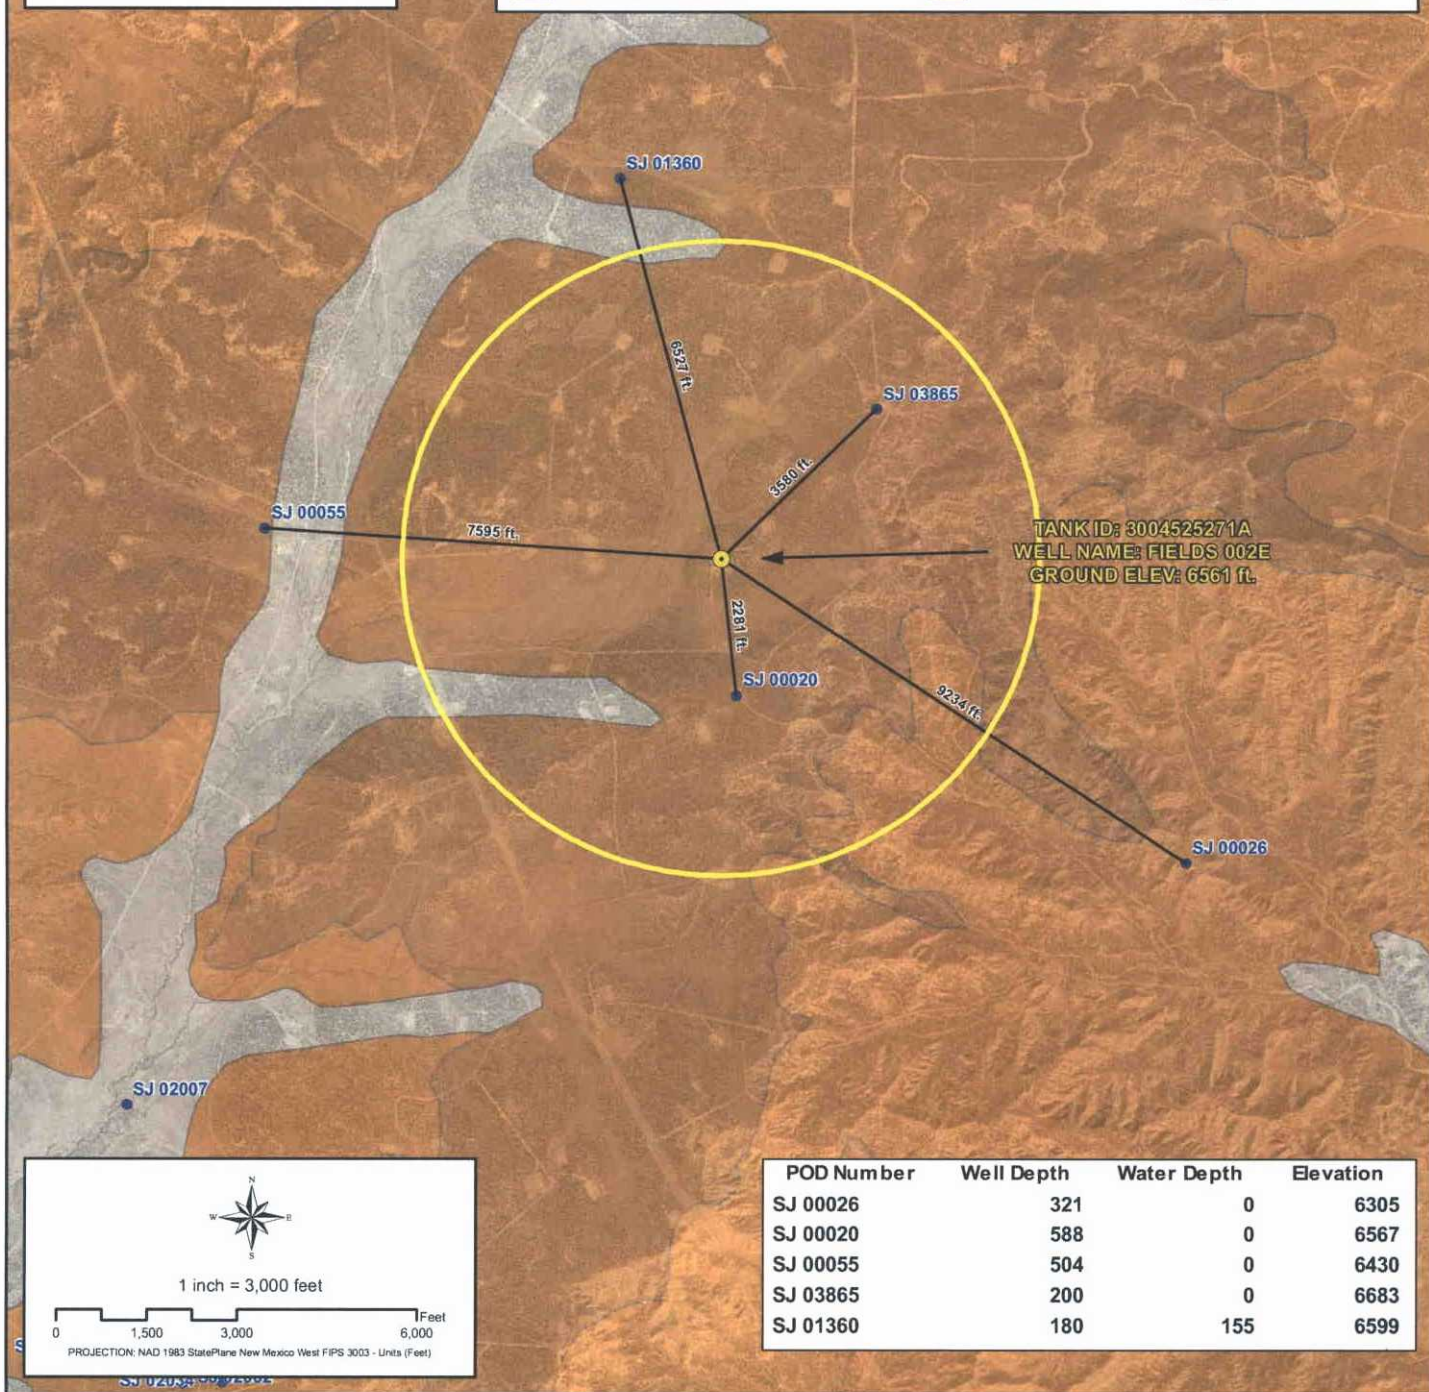 SJ 01360
6527 ft.
SJ 03865
3580 ft.
SJ 00055
7595 ft.
TANK ID: 3004525271A
WELL NAME: FIELDS 002E
GROUND ELEV: 6561 ft.
2281 ft.
SJ 00020
9234 ft.
SJ 00026
SJ 02007
N
W E
S
1 inch = 3,000 feet
Feet
0 1,500 3,000 6,000
PROJECTION: NAD 1983 StatePlane New Mexico West FIPS 3003 - Units (Feet)
POD Number Well Depth Water Depth Elevation
SJ 00026 321 0 6305
SJ 00020 588 0 6567
SJ 00055 504 0 6430
SJ 03865 200 0 6683
SJ 01360 180 155 6599
SJ 02034